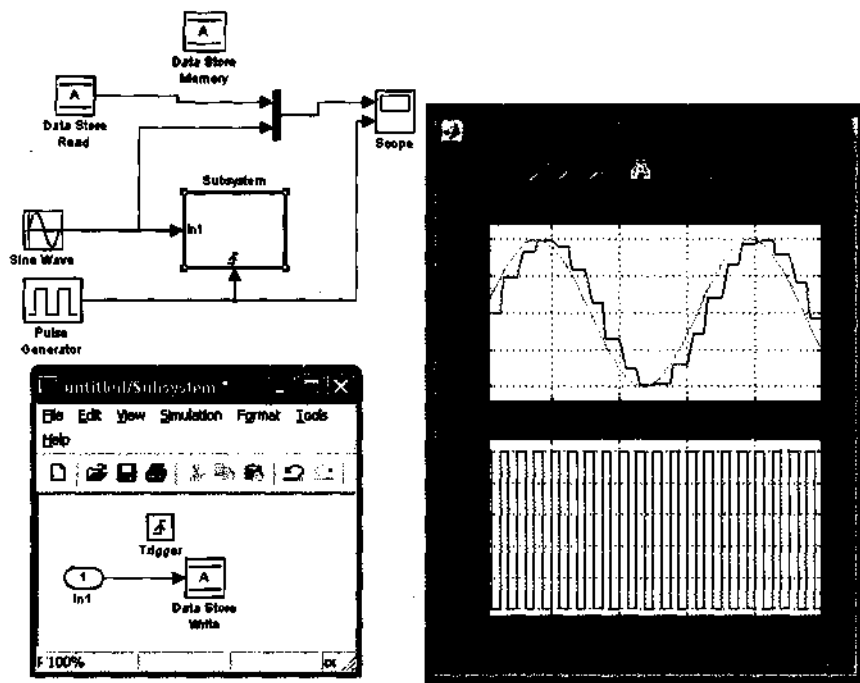 A
Data Store
Memory
A
Data Store
Read
Scope
Subsystem
In1
Sine Wave
Pulse
Generator
untitled/Subsystem *
File Edit View Simulation Format Tools
Help
Trigger
1
In1
A
Data Store
Write
100%